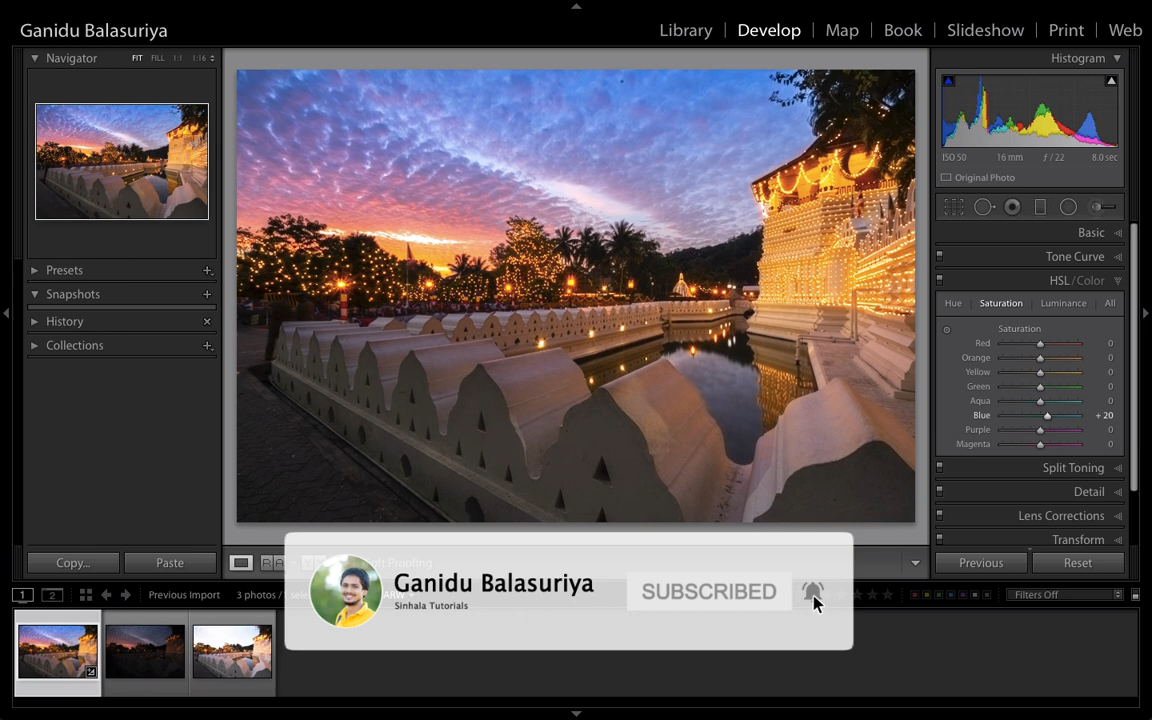 Ganidu Balasuriya
Library | Develop | Map | Book | Slideshow | Print | Web
Navigator FIT FILL 1:1 1:16
Histogram
ISO 50 16 mm ƒ / 22 8.0 sec
Original Photo
Basic
Tone Curve
HSL / Color
Hue Saturation Luminance All
Saturation
Red 0
Orange 0
Yellow 0
Green 0
Aqua 0
Blue + 20
Purple 0
Magenta 0
Split Toning
Detail
Lens Corrections
Transform
Previous Reset
Presets
Snapshots
History
Collections
Copy... Paste
Ganidu Balasuriya
Sinhala Tutorials
SUBSCRIBED
1 2 Previous Import 3 photos /
Filters Off